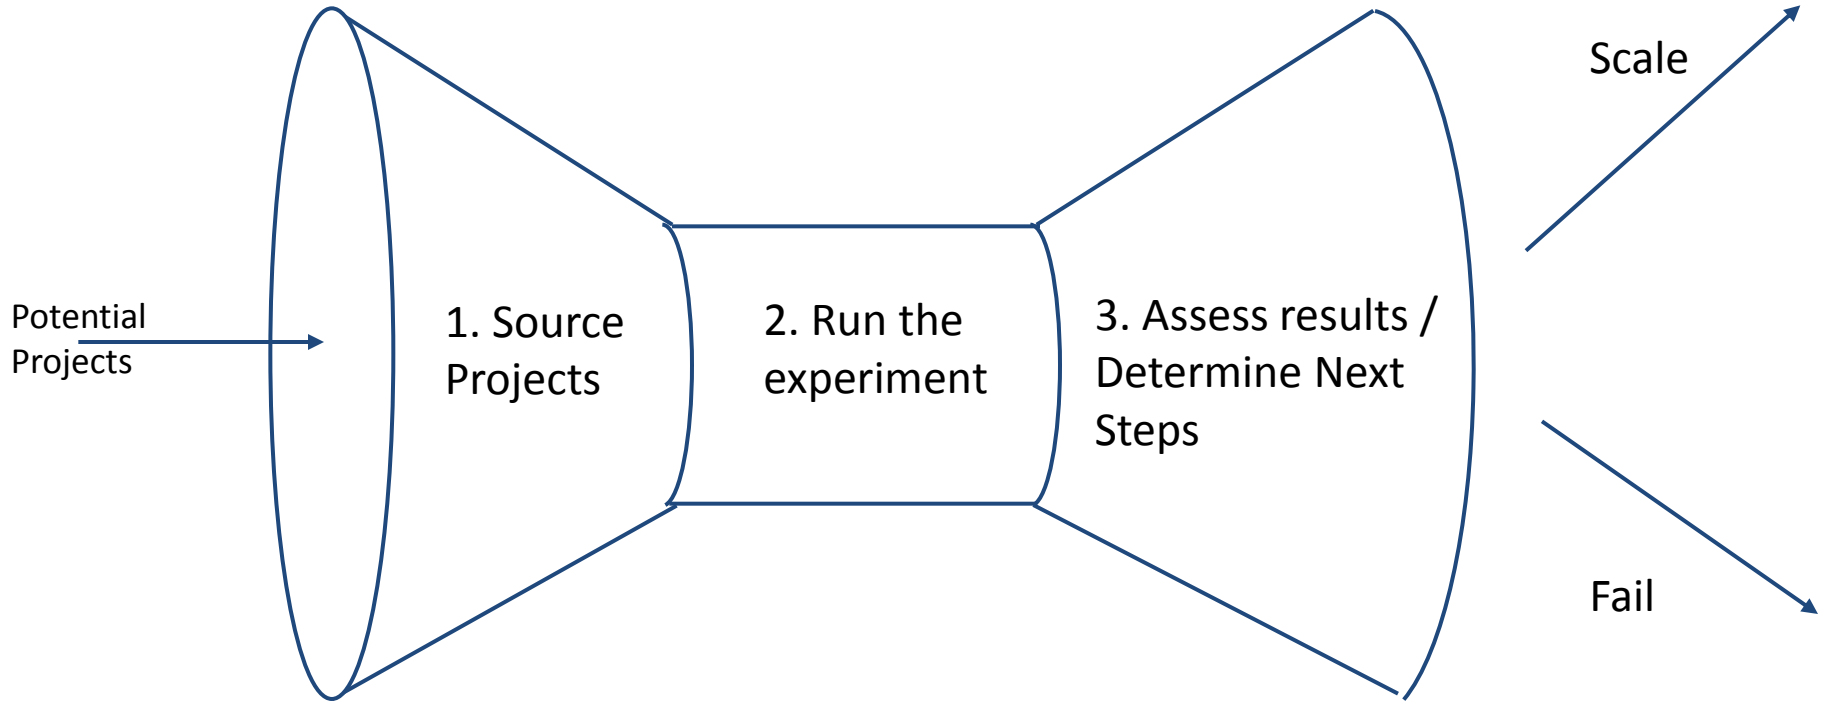 Potential
Projects
1. Source
Projects
2. Run the
experiment
3. Assess results /
Determine Next
Steps
Scale
Fail